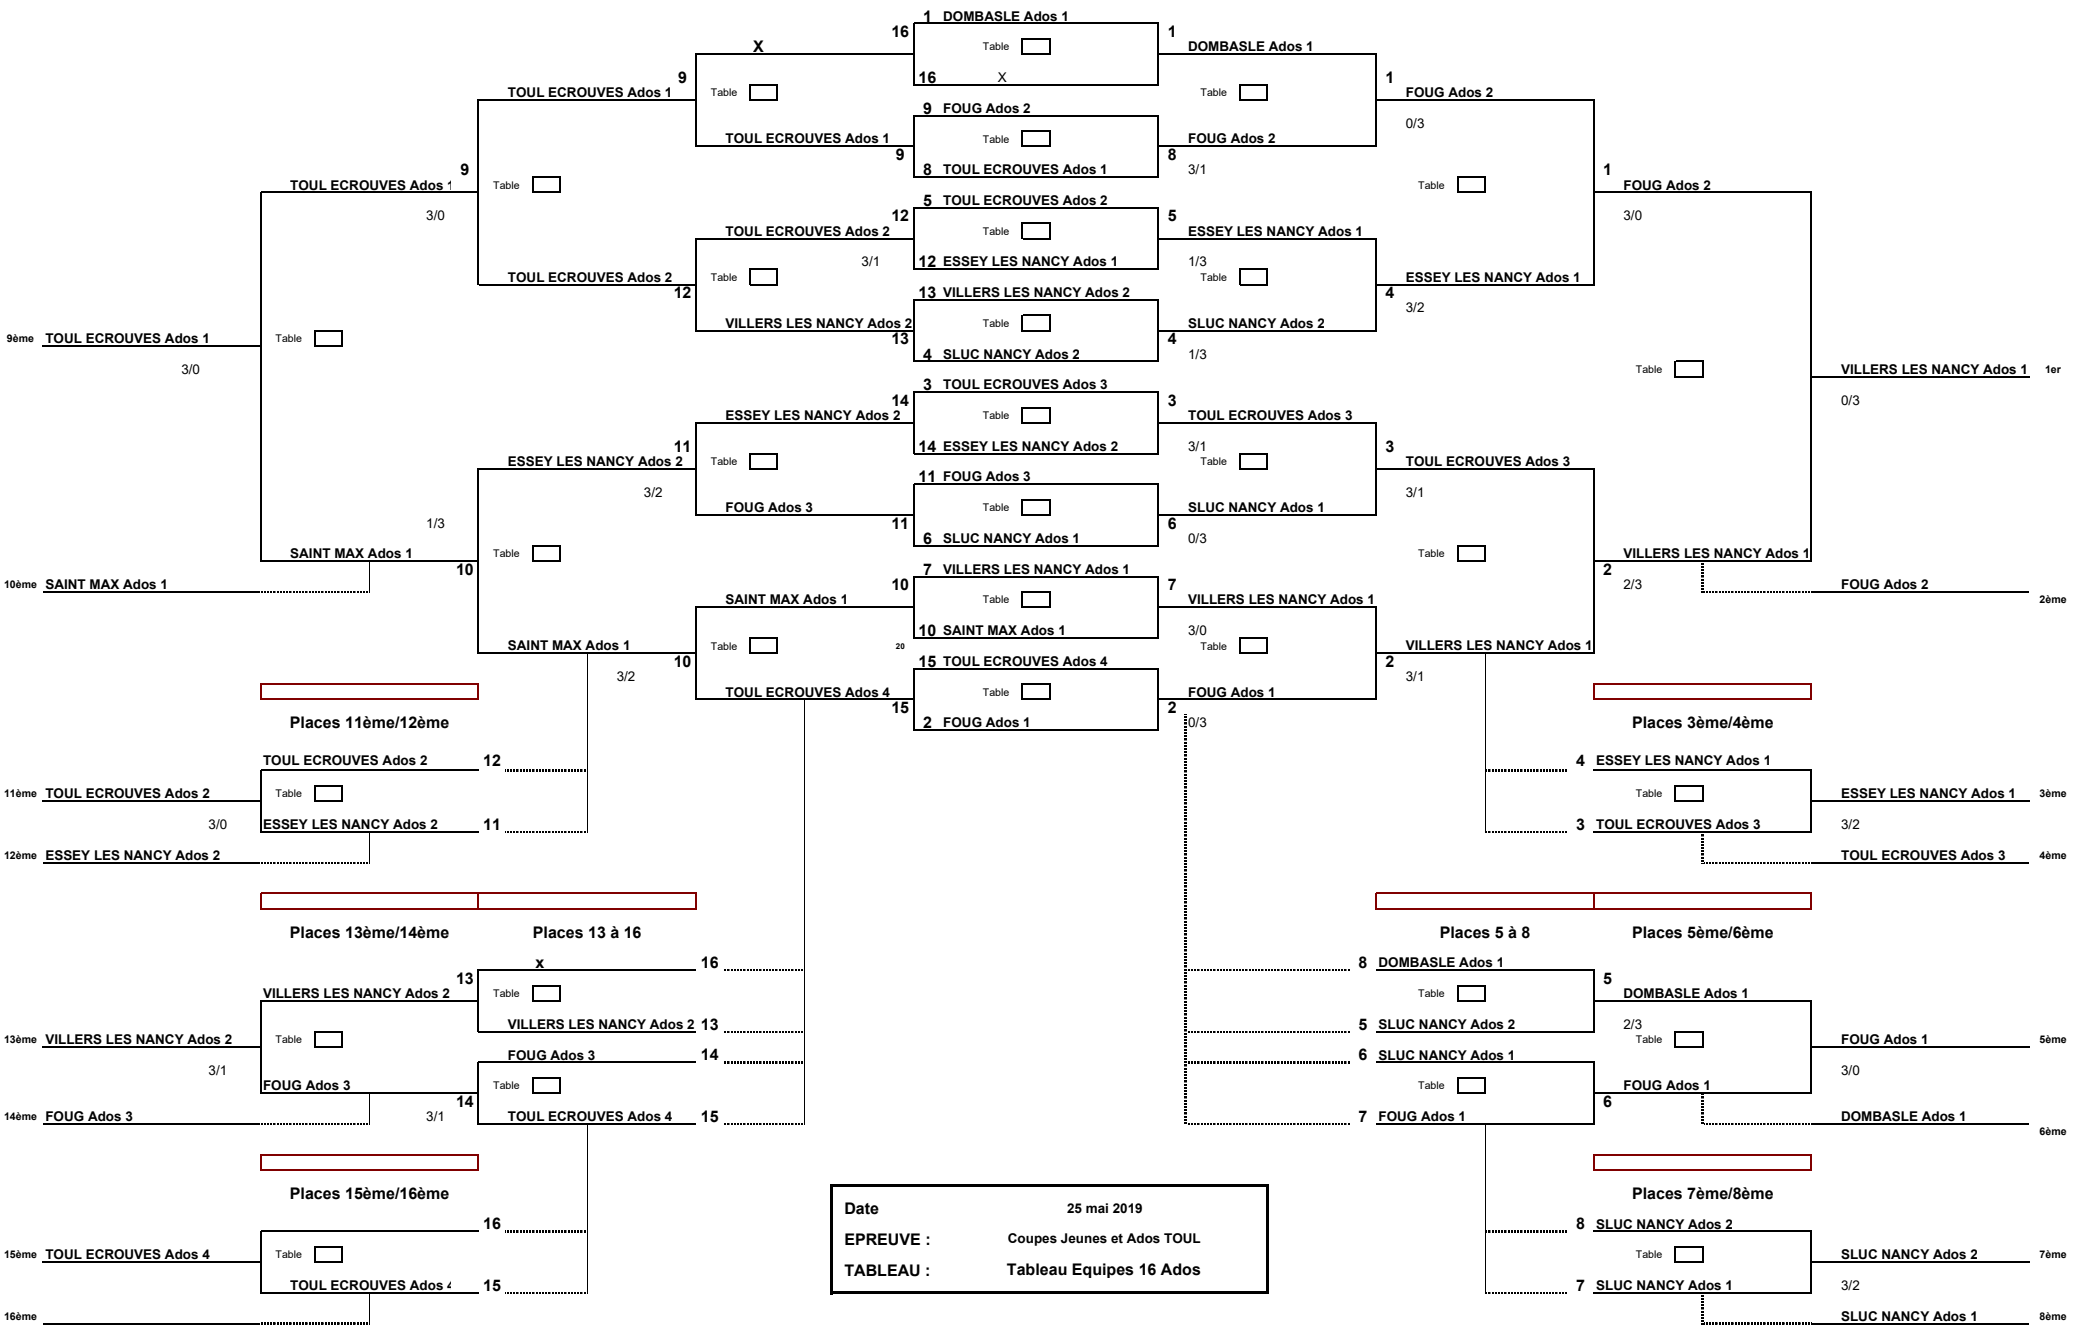 1 DOMBASLE Ados 1
16 X 1
Table DOMBASLE Ados 1
9 16 X 1
TOUL ECROUVES Ados 1 Table Table FOUG Ados 2
9 FOUG Ados 2
0/3
TOUL ECROUVES Ados 1 Table FOUG Ados 2
9 8
9 8 TOUL ECROUVES Ados 1 3/1 1
TOUL ECROUVES Ados 1 Table Table FOUG Ados 2
5 TOUL ECROUVES Ados 2
3/0 12 5 3/0
TOUL ECROUVES Ados 2 Table ESSEY LES NANCY Ados 1
3/1 12 ESSEY LES NANCY Ados 1 1/3
TOUL ECROUVES Ados 2 Table Table ESSEY LES NANCY Ados 1
12 13 VILLERS LES NANCY Ados 2 4
3/2
VILLERS LES NANCY Ados 2 Table SLUC NANCY Ados 2
9ème TOUL ECROUVES Ados 1 Table 13 4
4 SLUC NANCY Ados 2 1/3
3/0 Table VILLERS LES NANCY Ados 1 1er
3 TOUL ECROUVES Ados 3
14 3 0/3
ESSEY LES NANCY Ados 2 Table TOUL ECROUVES Ados 3
11 14 ESSEY LES NANCY Ados 2 3/1 3
ESSEY LES NANCY Ados 2 Table Table TOUL ECROUVES Ados 3
11 FOUG Ados 3
3/2 3/1
FOUG Ados 3 Table SLUC NANCY Ados 1
1/3 11 6
6 SLUC NANCY Ados 1 0/3
SAINT MAX Ados 1 Table Table VILLERS LES NANCY Ados 1
10 7 VILLERS LES NANCY Ados 1 2
10ème SAINT MAX Ados 1 10 7 2/3 FOUG Ados 2
SAINT MAX Ados 1 Table VILLERS LES NANCY Ados 1 2ème
10 SAINT MAX Ados 1 3/0
SAINT MAX Ados 1 Table 20 Table VILLERS LES NANCY Ados 1
10 15 TOUL ECROUVES Ados 4 2
3/2 3/1
TOUL ECROUVES Ados 4 Table FOUG Ados 1
15 2
Places 11ème/12ème 2 FOUG Ados 1 0/3 Places 3ème/4ème
TOUL ECROUVES Ados 2 12 4 ESSEY LES NANCY Ados 1
11ème TOUL ECROUVES Ados 2 Table Table ESSEY LES NANCY Ados 1 3ème
3/0 ESSEY LES NANCY Ados 2 11 3 TOUL ECROUVES Ados 3 3/2
12ème ESSEY LES NANCY Ados 2 TOUL ECROUVES Ados 3 4ème
Places 13ème/14ème Places 13 à 16 Places 5 à 8 Places 5ème/6ème
x 16 8 DOMBASLE Ados 1
13 5
VILLERS LES NANCY Ados 2 Table Table DOMBASLE Ados 1
VILLERS LES NANCY Ados 2 13 5 SLUC NANCY Ados 2 2/3
13ème VILLERS LES NANCY Ados 2 Table Table FOUG Ados 1 5ème
FOUG Ados 3 14 6 SLUC NANCY Ados 1
3/1 3/0
FOUG Ados 3 Table Table FOUG Ados 1
14 6
14ème FOUG Ados 3 3/1 TOUL ECROUVES Ados 4 15 7 FOUG Ados 1 DOMBASLE Ados 1
6ème
Places 15ème/16ème Places 7ème/8ème
Date 25 mai 2019
16 8 SLUC NANCY Ados 2
EPREUVE : Coupes Jeunes et Ados TOUL
15ème TOUL ECROUVES Ados 4 Table Table SLUC NANCY Ados 2 7ème
TABLEAU : Tableau Equipes 16 Ados
TOUL ECROUVES Ados 4 15 7 SLUC NANCY Ados 1 3/2
16ème SLUC NANCY Ados 1 8ème